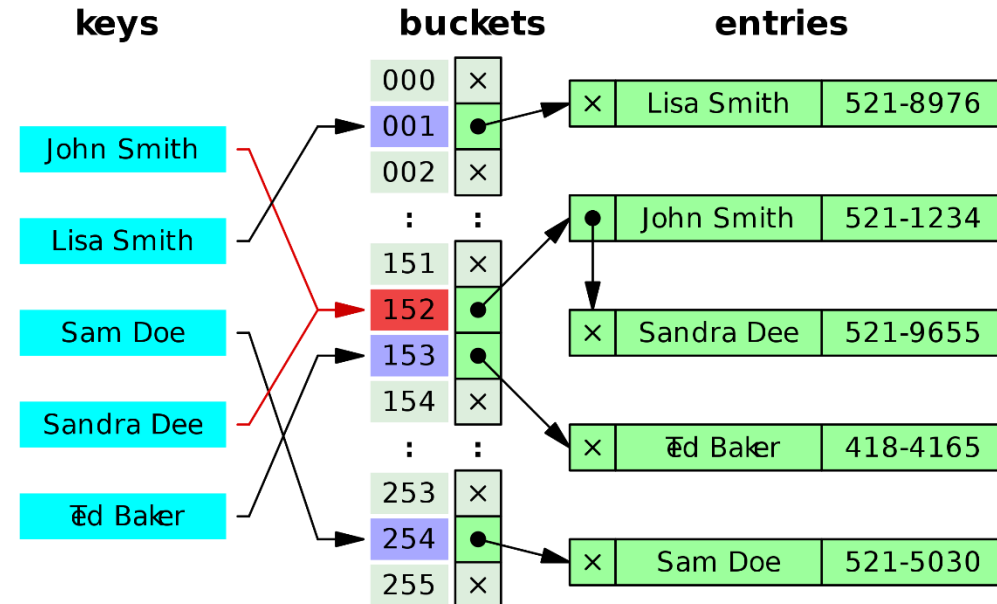 keys
buckets
entries
John Smith
Lisa Smith
Sam Doe
Sandra Dee
Ted Baker
000 ×
001
002 ×
: :
151 ×
152
153
154 ×
: :
253 ×
254
255 ×
× Lisa Smith 521-8976
John Smith 521-1234
× Sandra Dee 521-9655
× Ted Baker 418-4165
× Sam Doe 521-5030